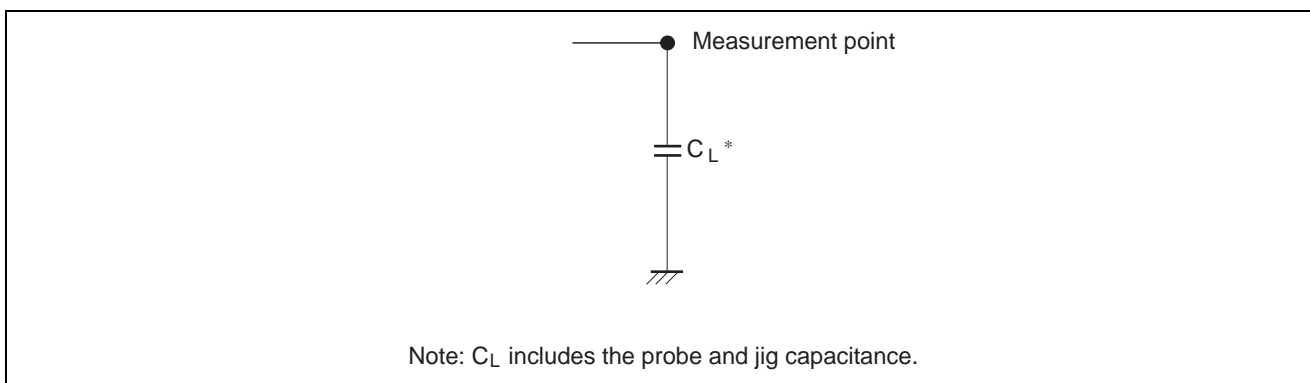 Measurement point
CL*
Note: CL includes the probe and jig capacitance.